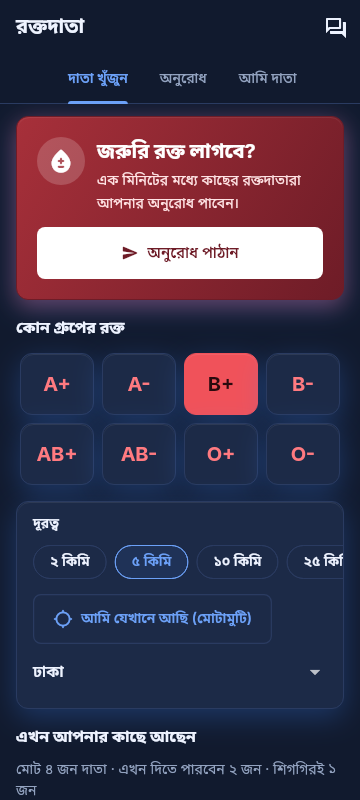 রক্তদাতা
দাতা খুঁজুন
অনুরোধ
আমি দাতা
জরুরি রক্ত লাগবে?
এক মিনিটের মধ্যে কাছের রক্তদাতারা
আপনার অনুরোধ পাবেন।
অনুরোধ পাঠান
কোন গ্রুপের রক্ত
A+
A-
B+
B-
AB+
AB-
O+
O-
দূরত্ব
২ কিমি
৫ কিমি
১০ কিমি
২৫ কিমি
আমি যেখানে আছি (মোটামুটি)
ঢাকা
এখন আপনার কাছে আছেন
মোট ৪ জন দাতা · এখন দিতে পারবেন ২ জন · শিগগিরই ১
জন